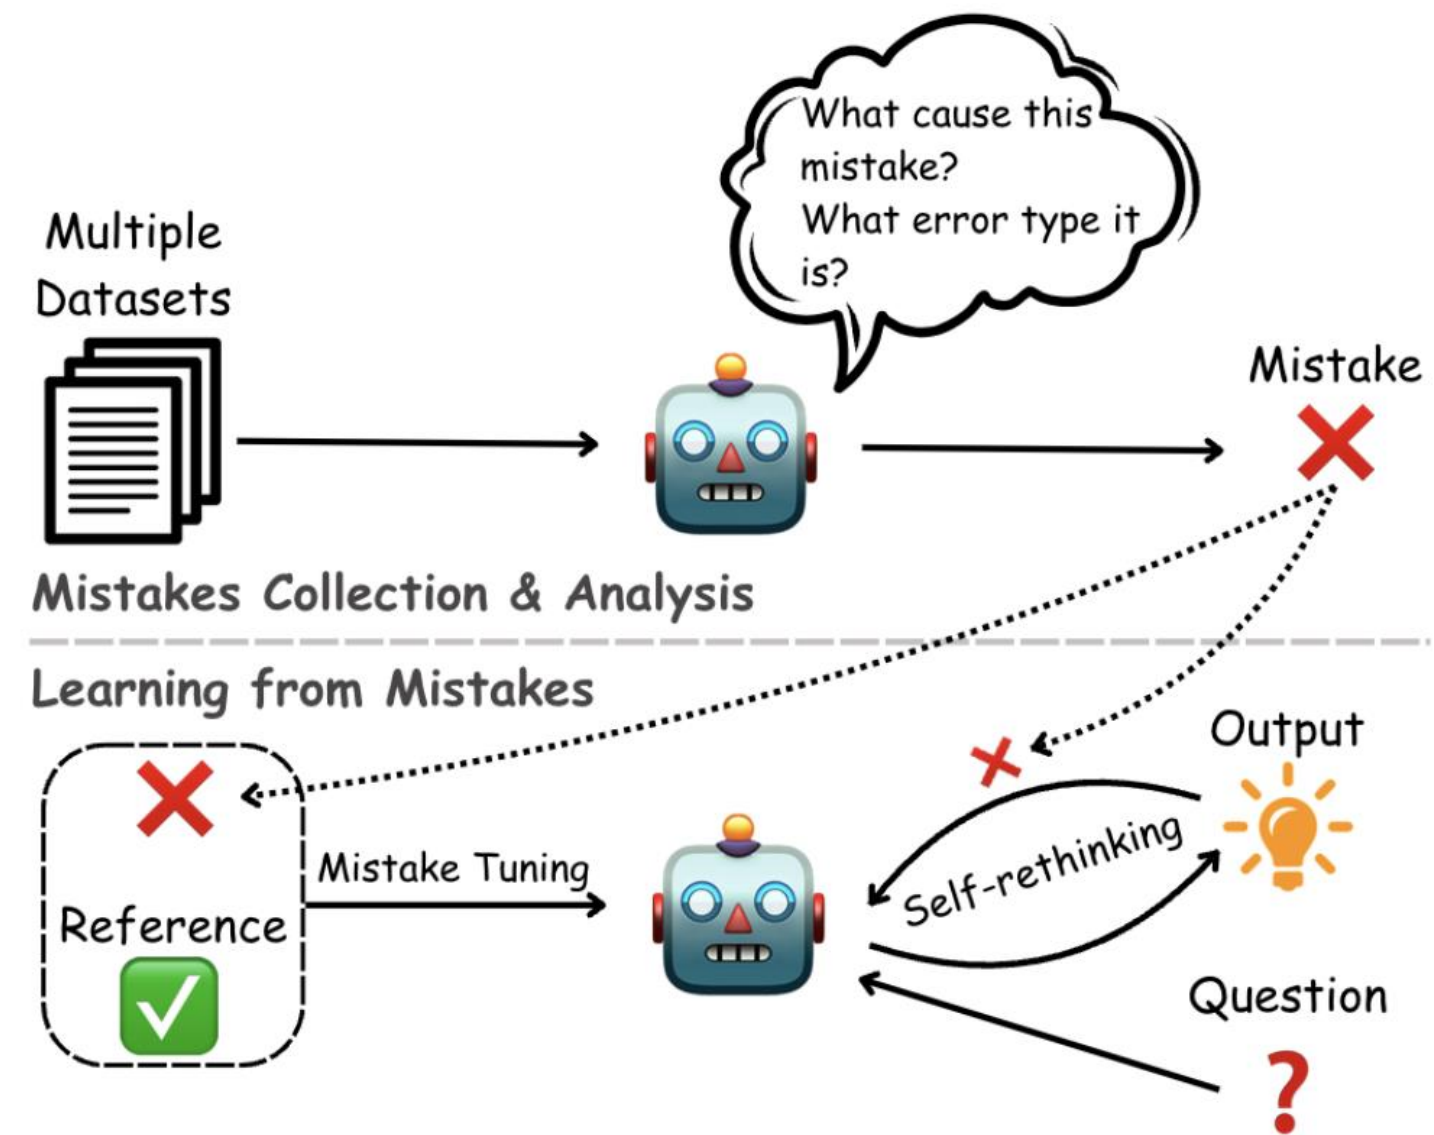 What cause this
mistake?
What error type it
is?
Multiple
Datasets
Mistake
Mistakes Collection & Analysis
Learning from Mistakes
Output
Mistake Tuning
Self-rethinking
Reference
Question
?